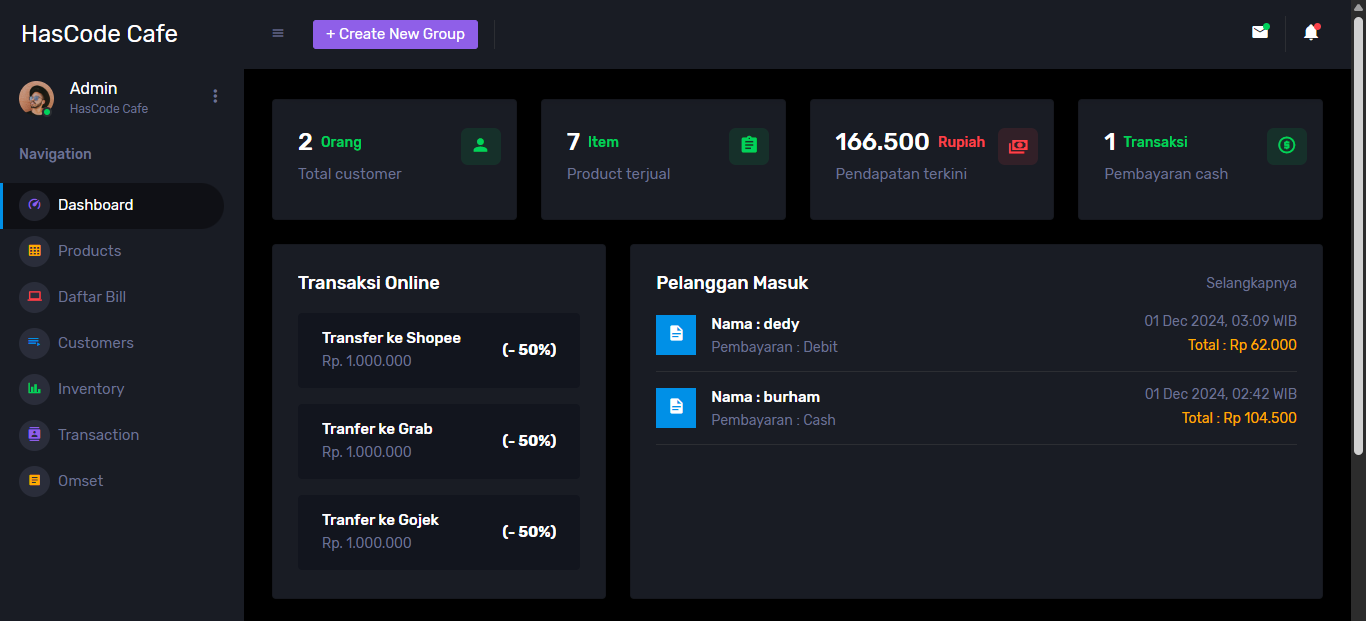 HasCode Cafe
+ Create New Group
Admin
HasCode Cafe
Navigation
Dashboard
Products
Daftar Bill
Customers
Inventory
Transaction
Omset
2 Orang
Total customer
7 Item
Product terjual
166.500 Rupiah
Pendapatan terkini
1 Transaksi
Pembayaran cash
Transaksi Online
Transfer ke Shopee
Rp. 1.000.000
(- 50%)
Tranfer ke Grab
Rp. 1.000.000
(- 50%)
Tranfer ke Gojek
Rp. 1.000.000
(- 50%)
Pelanggan Masuk
Selangkapnya
Nama : dedy
Pembayaran : Debit
01 Dec 2024, 03:09 WIB
Total : Rp 62.000
Nama : burham
Pembayaran : Cash
01 Dec 2024, 02:42 WIB
Total : Rp 104.500